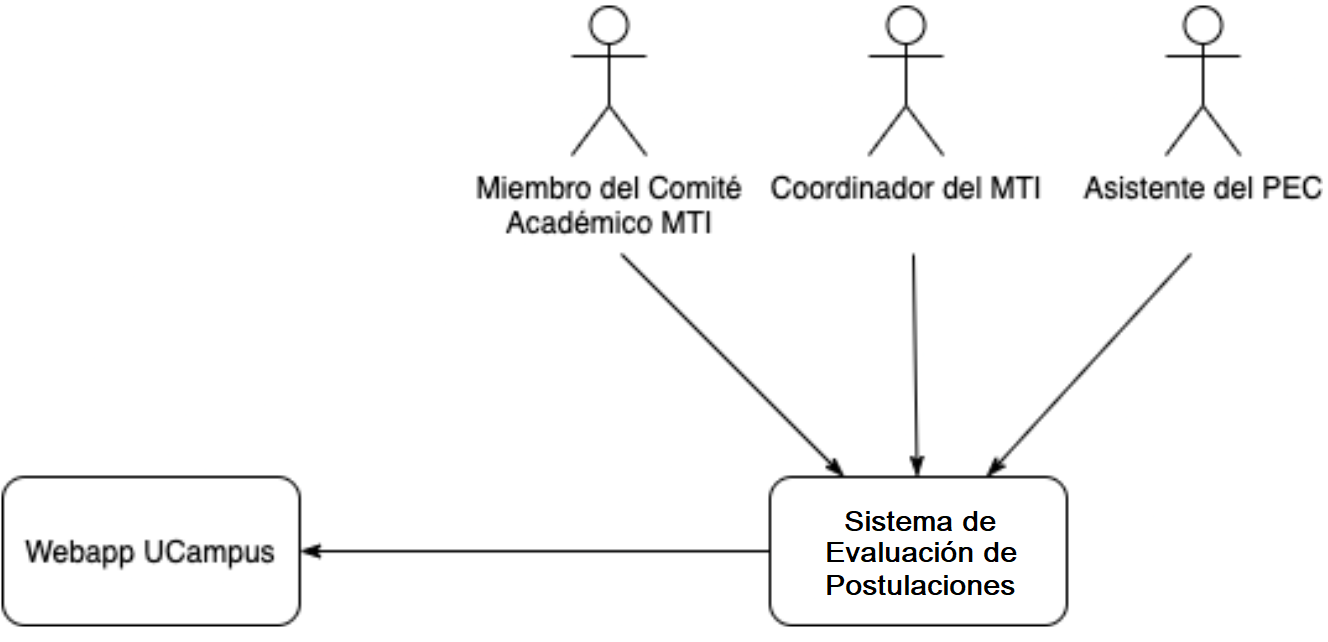 Miembro del Comité
Académico MTI
Coordinador del MTI
Asistente del PEC
Webapp UCampus
Sistema de
Evaluación de
Postulaciones